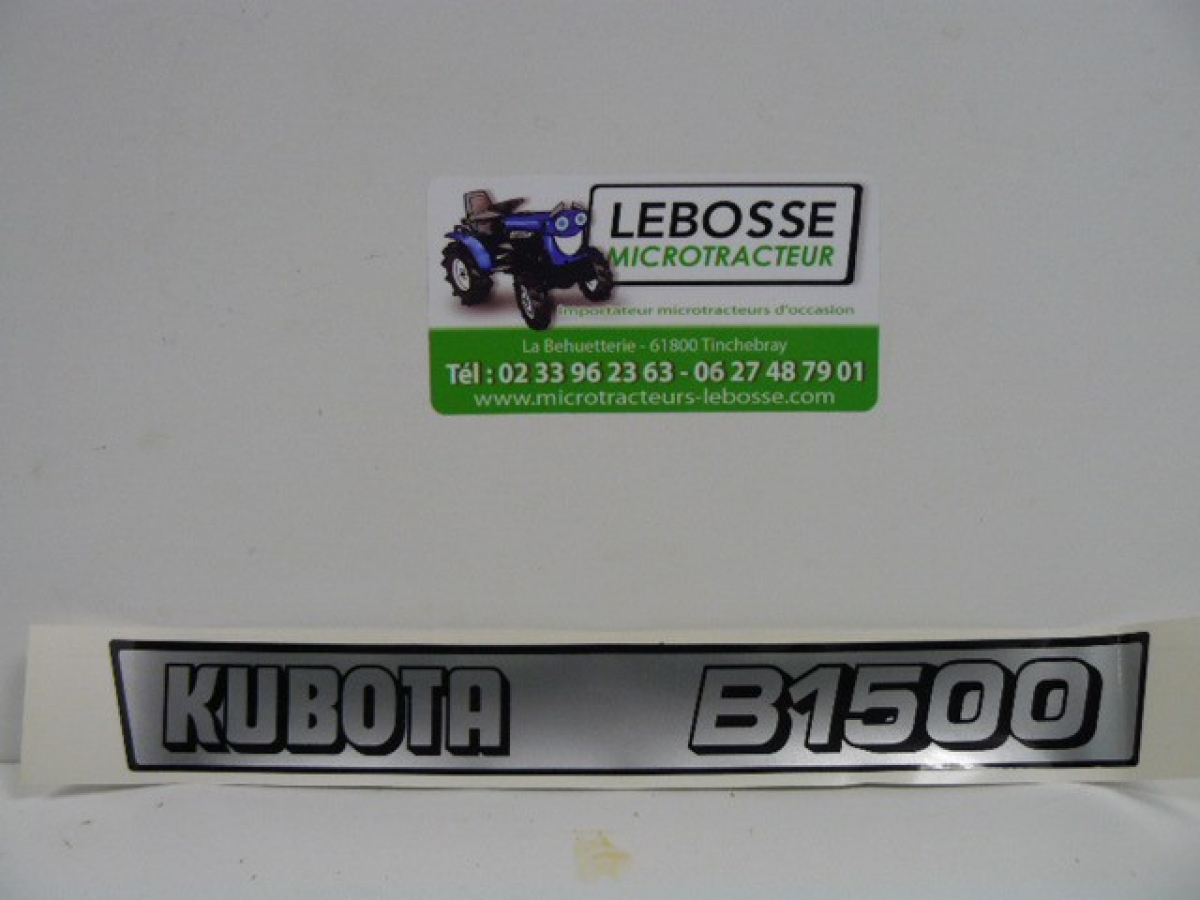 LEBOSSE
MICROTRACTEUR
Importateur microtracteurs d'occasion
La Behuetterie - 61800 Tinchebray
Tél : 02 33 96 23 63 - 06 27 48 79 01
www.microtracteurs-lebosse.com
KUBOTA B1500